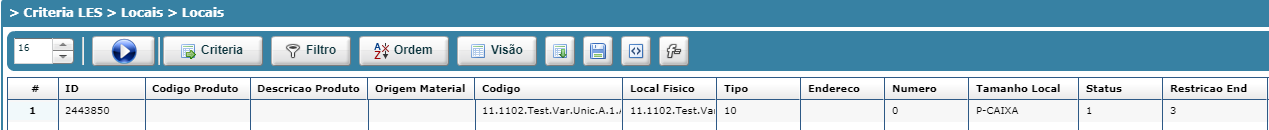 > Criteria LES > Locais > Locais
16 Criteria Filtro Ordem Visão
# ID Codigo Produto Descricao Produto Origem Material Codigo Local Fisico Tipo Endereco Numero Tamanho Local Status Restricao End
1 2443850 11.1102.Test.Var.Unic.A.1. 11.1102.Test.Va 10 0 P-CAIXA 1 3